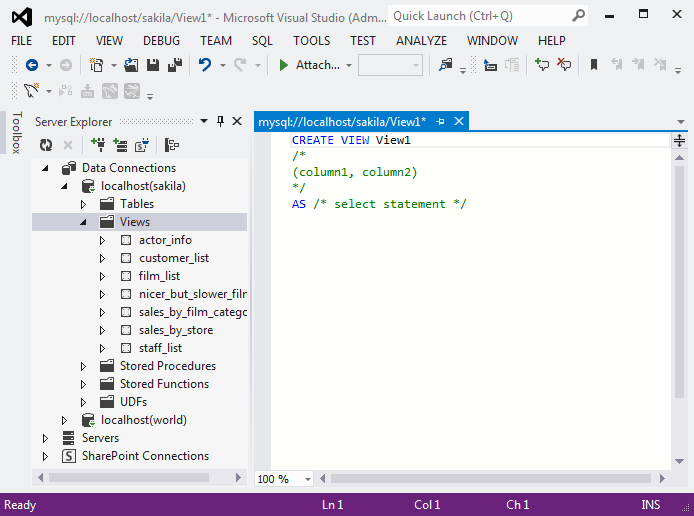 mysql://localhost/sakila/View1* - Microsoft Visual Studio (Adm...
Quick Launch (Ctrl+Q)
FILE EDIT VIEW DEBUG TEAM SQL TOOLS TEST ANALYZE WINDOW HELP
Attach...
Toolbox
Server Explorer
Data Connections
localhost(sakila)
Tables
Views
actor_info
customer_list
film_list
nicer_but_slower_film
sales_by_film_catego
sales_by_store
staff_list
Stored Procedures
Stored Functions
UDFs
localhost(world)
Servers
SharePoint Connections
mysql://localhost/sakila/View1*
CREATE VIEW View1
/*
(column1, column2)
*/
AS /* select statement */
100 %
Ready Ln 1 Col 1 Ch 1 INS